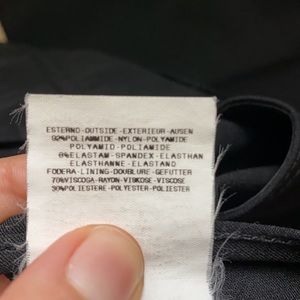 ESTERNO-OUTSIDE-EXTERIEUR-AUSEN
92%POLIAMMIDE-NYLON-POLYAMIDE
POLYAMID-POLIAMIDE
8%ELASTAM-SPANDEX-ELASTHAN
ELASTHANNE-ELASTAN
FODERA-LINING-DOUBLURE-GEFUTTER
70%VISCOSA-RAYON-VISKOSE-VISCOSE
30%POLIESTERE-POLYESTER-POLIESTER